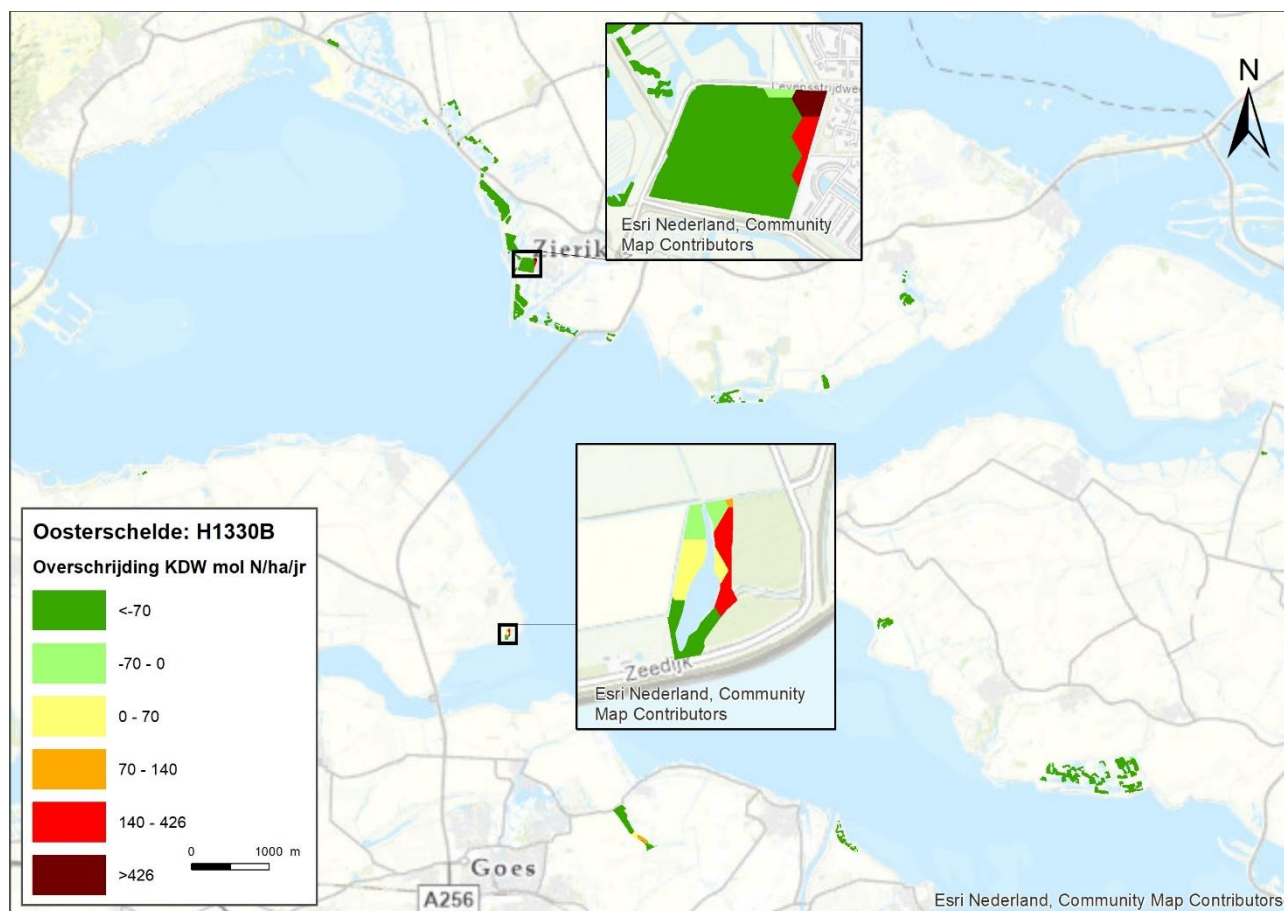 N
Levensstrijdwe
Esri Nederland, Community
Map Contributors
Zierik
Zeedijk
Esri Nederland, Community
Map Contributors
Oosterschelde: H1330B
Overschrijding KDW mol N/ha/jr
<-70
-70 - 0
0 - 70
70 - 140
140 - 426
>426
0 1000 m
Goes
A256
Esri Nederland, Community Map Contributors